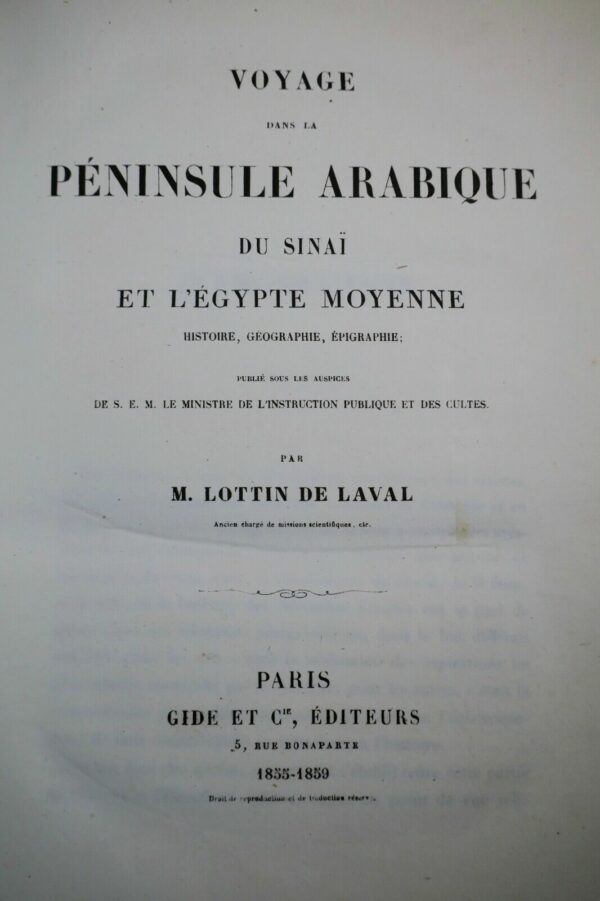 VOYAGE
DANS LA
PÉNINSULE ARABIQUE
DU SINAÏ
ET L'ÉGYPTE MOYENNE
HISTOIRE, GÉOGRAPHIE, ÉPIGRAPHIE;
PUBLIÉ SOUS LES AUSPICES
DE S. E. M. LE MINISTRE DE L'INSTRUCTION PUBLIQUE ET DES CULTES.
PAR
M. LOTTIN DE LAVAL
Ancien chargé de missions scientifiques, etc.
PARIS
GIDE ET Cie, ÉDITEURS
5, RUE BONAPARTE
1855-1859
Droit de reproduction et de traduction réservé.